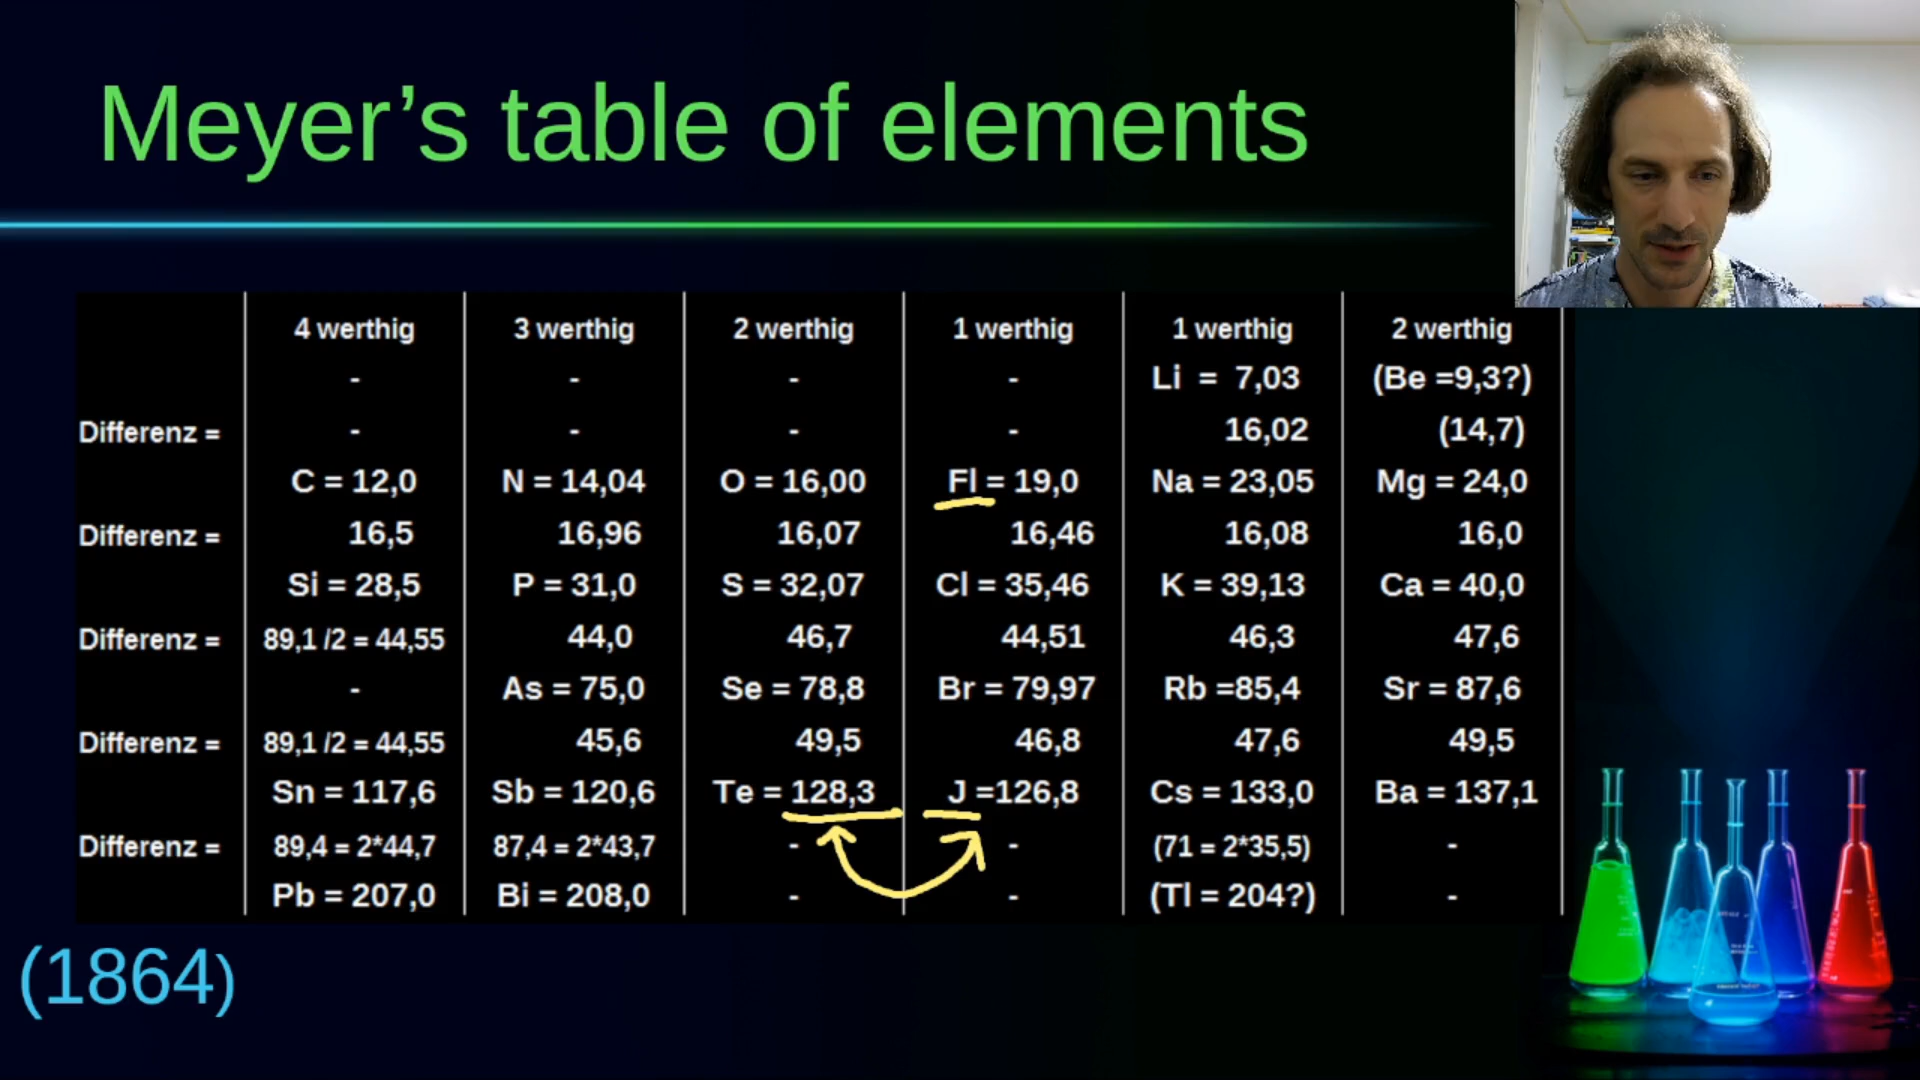 Meyer’s table of elements
4 werthig 3 werthig 2 werthig 1 werthig 1 werthig 2 werthig
- - - - Li = 7,03 (Be =9,3?)
Differenz = - - - - 16,02 (14,7)
C = 12,0 N = 14,04 O = 16,00 Fl = 19,0 Na = 23,05 Mg = 24,0
Differenz = 16,5 16,96 16,07 16,46 16,08 16,0
Si = 28,5 P = 31,0 S = 32,07 Cl = 35,46 K = 39,13 Ca = 40,0
Differenz = 89,1 /2 = 44,55 44,0 46,7 44,51 46,3 47,6
- As = 75,0 Se = 78,8 Br = 79,97 Rb =85,4 Sr = 87,6
Differenz = 89,1 /2 = 44,55 45,6 49,5 46,8 47,6 49,5
Sn = 117,6 Sb = 120,6 Te = 128,3 J =126,8 Cs = 133,0 Ba = 137,1
Differenz = 89,4 = 2*44,7 87,4 = 2*43,7 - - (71 = 2*35,5) -
Pb = 207,0 Bi = 208,0 - - (Tl = 204?) -
(1864)